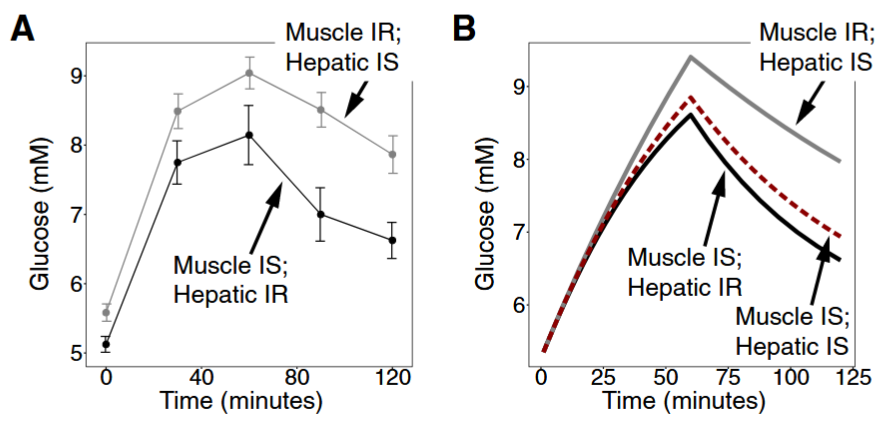 A
Muscle IR;
Hepatic IS
9
8
7
6
5
Glucose (mM)
Muscle IS;
Hepatic IR
0 40 80 120
Time (minutes)
B
Muscle IR;
Hepatic IS
9
8
7
6
Glucose (mM)
Muscle IS;
Hepatic IR
Muscle IS;
Hepatic IS
0 25 50 75 100 125
Time (minutes)